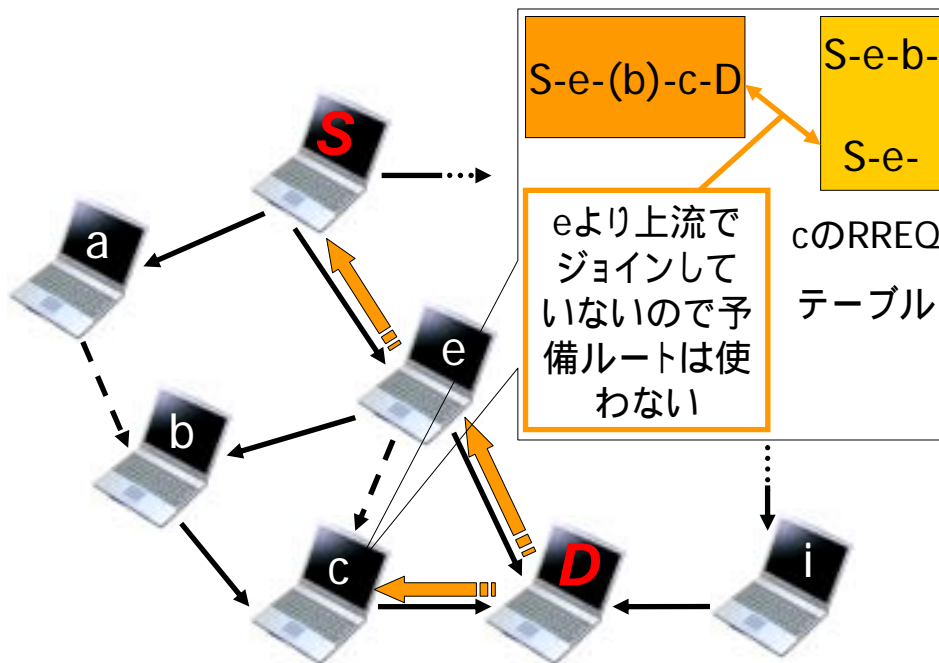 S-e-(b)-c-D
S-e-b-
S-e-
eより上流で
ジョインして
いないので予
備ルートは使
わない
cのRREQ
テーブル
S
a
e
b
c
D
i